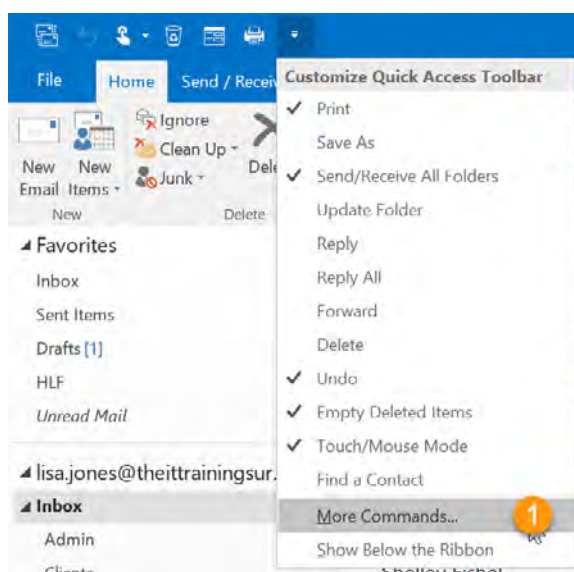 File Home Send / Receiv
Ignore
Clean Up
Junk
Dele
New New
Email Items
New Delete
Favorites
Inbox
Sent Items
Drafts [1]
HLF
Unread Mail
lisa.jones@theittrainingsur.
Inbox
Admin
Customize Quick Access Toolbar
Print
Save As
Send/Receive All Folders
Update Folder
Reply
Reply All
Forward
Delete
Undo
Empty Deleted Items
Touch/Mouse Mode
Find a Contact
More Commands... 1
Show Below the Ribbon